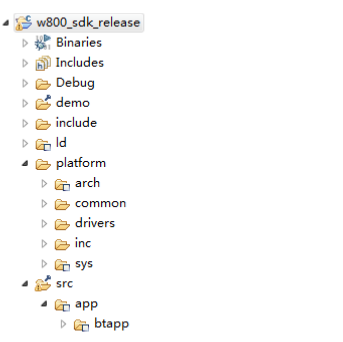 w800_sdk_release
Binaries
Includes
Debug
demo
include
ld
platform
arch
common
drivers
inc
sys
src
app
btapp